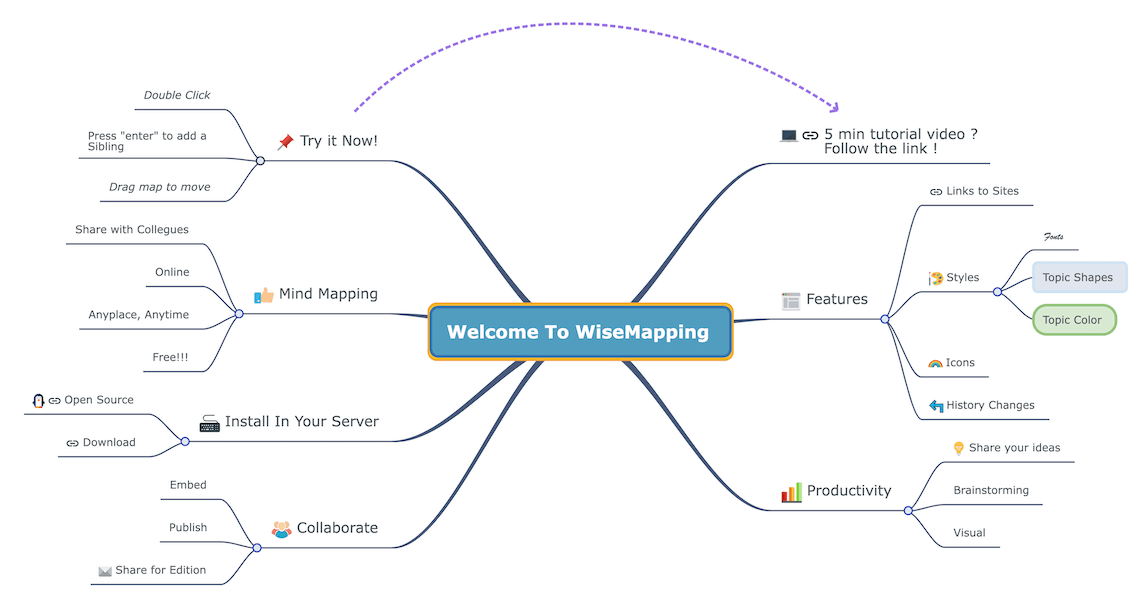 Double Click
Press "enter" to add a
Sibling
Drag map to move
Try it Now!
Share with Collegues
Online
Anyplace, Anytime
Free!!!
Mind Mapping
Open Source
Download
Install In Your Server
Embed
Publish
Share for Edition
Collaborate
Welcome To WiseMapping
5 min tutorial video ?
Follow the link !
Features
Links to Sites
Styles
Fonts
Topic Shapes
Topic Color
Icons
History Changes
Productivity
Share your ideas
Brainstorming
Visual